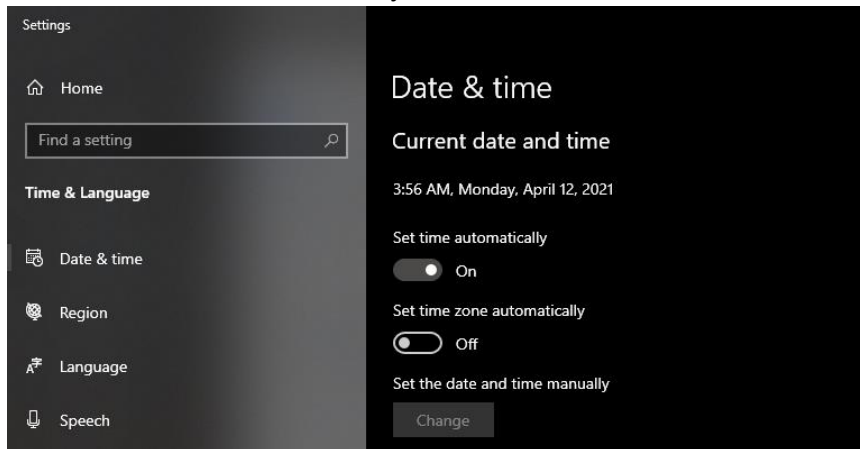 Settings
Home
Find a setting
Time & Language
Date & time
Region
Language
Speech
Date & time
Current date and time
3:56 AM, Monday, April 12, 2021
Set time automatically
On
Set time zone automatically
Off
Set the date and time manually
Change